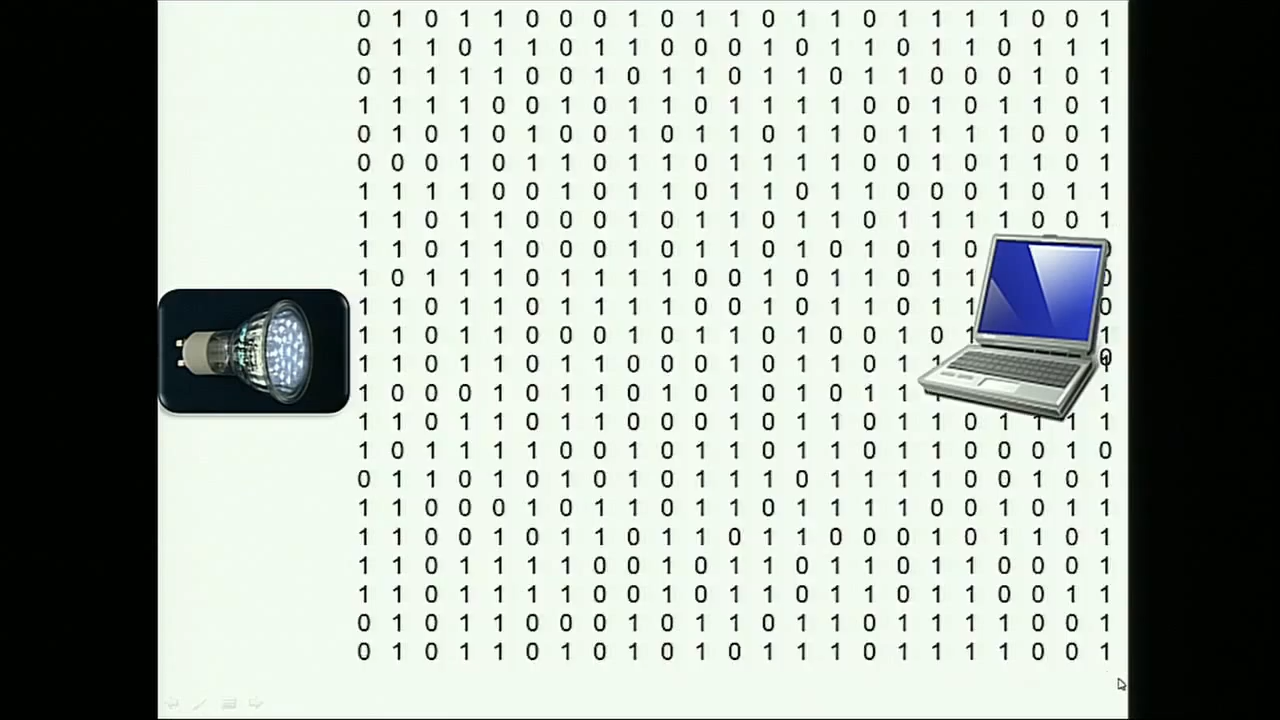 0 1 0 1 1 0 0 0 1 0 1 1 0 1 1 0 1 1 1 1 0 0 1
0 1 1 0 1 1 0 1 1 0 0 0 1 0 1 1 0 1 1 0 1 1 1
0 1 1 1 1 0 0 1 0 1 1 0 1 1 0 1 1 0 0 0 1 0 1
1 1 1 1 0 0 1 0 1 1 0 1 1 1 1 0 0 1 0 1 1 0 1
0 1 0 1 0 1 0 0 1 0 1 1 0 1 1 0 1 1 1 1 0 0 1
0 0 0 1 0 1 1 0 1 1 0 1 1 1 1 0 0 1 0 1 1 0 1
1 1 1 1 0 0 1 0 1 1 0 1 1 0 1 1 0 0 0 1 0 1 1
1 1 0 1 1 0 0 0 1 0 1 1 0 1 1 0 1 1 1 1 0 0 1
1 1 0 1 1 0 0 0 1 0 1 1 0 1 0 1 0 1 0
1 0 1 1 1 0 1 1 1 1 0 0 1 0 1 1 0 1 1 0
1 1 0 1 1 0 1 1 1 1 0 0 1 0 1 1 0 1 1 0
1 1 0 1 1 0 0 0 1 0 1 1 0 1 0 0 1 0 1
1 1 0 1 1 0 1 1 0 0 0 1 0 1 1 0 1
1 0 0 0 1 0 1 1 0 1 1 0 1 1 0 1 1 1
1 1 0 1 1 0 1 1 0 0 0 1 0 1 1 0 1 1 0 1 1 1 1
1 0 1 1 1 1 0 0 1 0 1 1 0 1 1 0 1 1 0 0 0 1 0
0 1 1 0 1 0 1 0 0 1 0 1 1 0 1 1 1 1 0 0 1 0 1
1 1 0 0 0 1 0 1 1 0 1 1 0 1 1 1 1 0 0 1 0 1 1
1 1 0 0 1 0 1 1 0 1 1 0 1 1 0 0 0 1 0 1 1 0 1
1 1 0 1 1 1 1 0 0 1 0 1 1 0 1 1 0 1 1 0 0 0 1
1 1 0 1 1 1 1 0 0 1 0 1 1 0 1 1 0 1 1 0 0 1 1
0 1 0 1 1 0 0 0 1 0 1 1 0 1 1 0 1 1 1 1 0 0 1
0 1 0 1 1 0 1 0 1 0 1 0 1 1 1 0 1 1 1 1 0 0 1